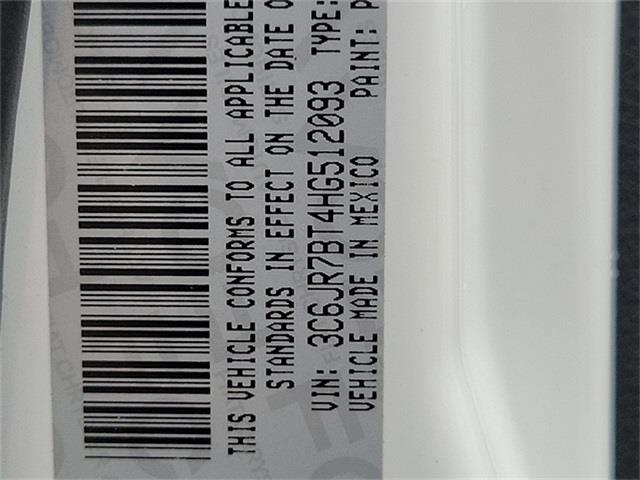 THIS VEHICLE CONFORMS TO ALL APPLICABLE
STANDARDS IN EFFECT ON THE DATE O
VIN: 3C6JR7BT4HG512093 TYPE:
VEHICLE MADE IN MEXICO PAINT: P